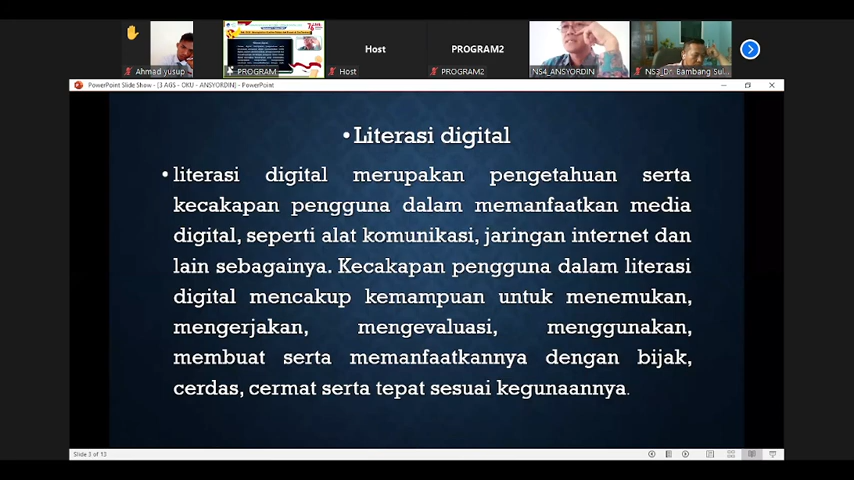 Host
PROGRAM2
Ahmad yusup
PROGRAM
Host
PROGRAM2
NS4_ANSYORDIN
NS3_Dr. Bambang Sul...
PowerPoint Slide Show - [3 AGS - OKU - ANSYORDIN] - PowerPoint
•Literasi digital
• literasi digital merupakan pengetahuan serta
kecakapan pengguna dalam memanfaatkan media
digital, seperti alat komunikasi, jaringan internet dan
lain sebagainya. Kecakapan pengguna dalam literasi
digital mencakup kemampuan untuk menemukan,
mengerjakan, mengevaluasi, menggunakan,
membuat serta memanfaatkannya dengan bijak,
cerdas, cermat serta tepat sesuai kegunaannya.
Slide 3 of 13